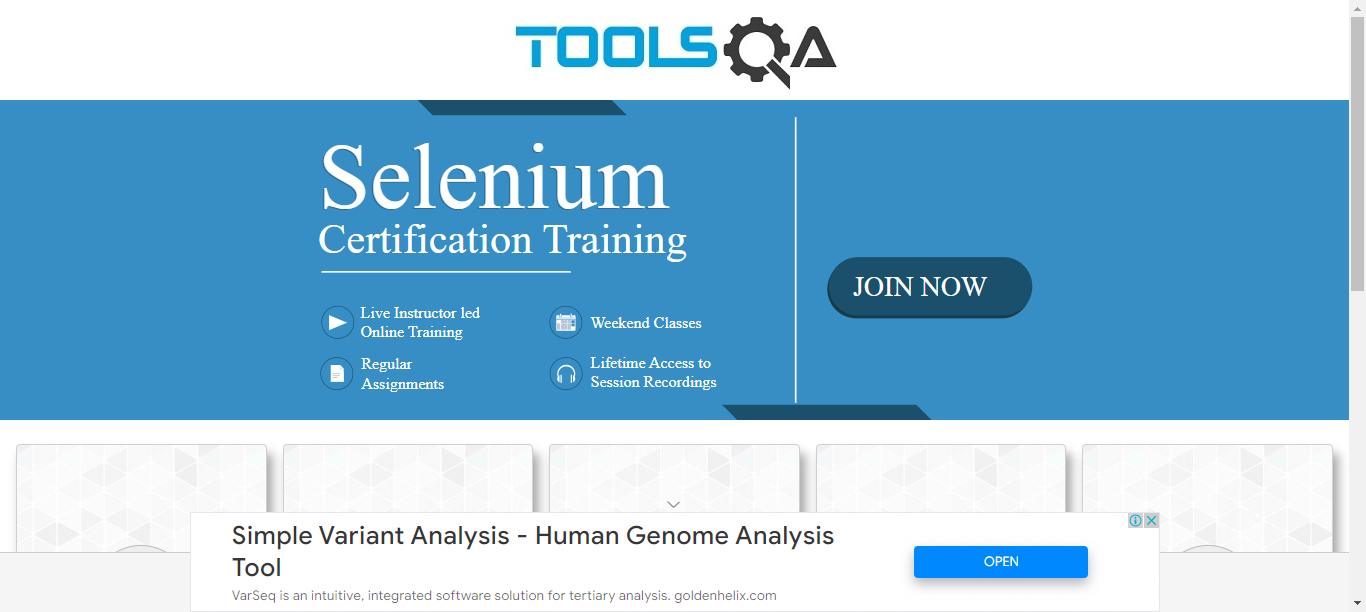 TOOLSQA
Selenium
Certification Training
Live Instructor led
Online Training
Weekend Classes
Regular
Assignments
Lifetime Access to
Session Recordings
JOIN NOW
Simple Variant Analysis - Human Genome Analysis
Tool
VarSeq is an intuitive, integrated software solution for tertiary analysis. goldenhelix.com
OPEN